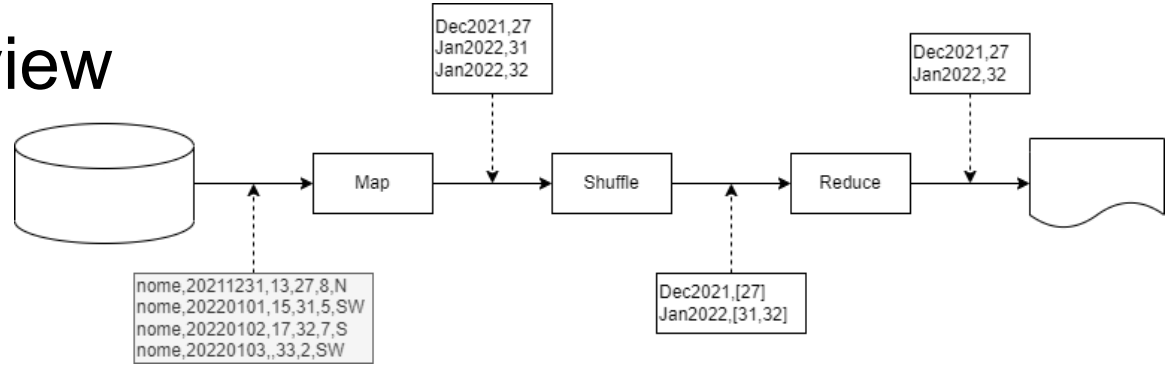 view
Dec2021,27
Jan2022,31
Jan2022,32
Dec2021,27
Jan2022,32
Map
Shuffle
Reduce
nome,20211231,13,27,8,N
nome,20220101,15,31,5,SW
nome,20220102,17,32,7,S
nome,20220103,,33,2,SW
Dec2021,[27]
Jan2022,[31,32]